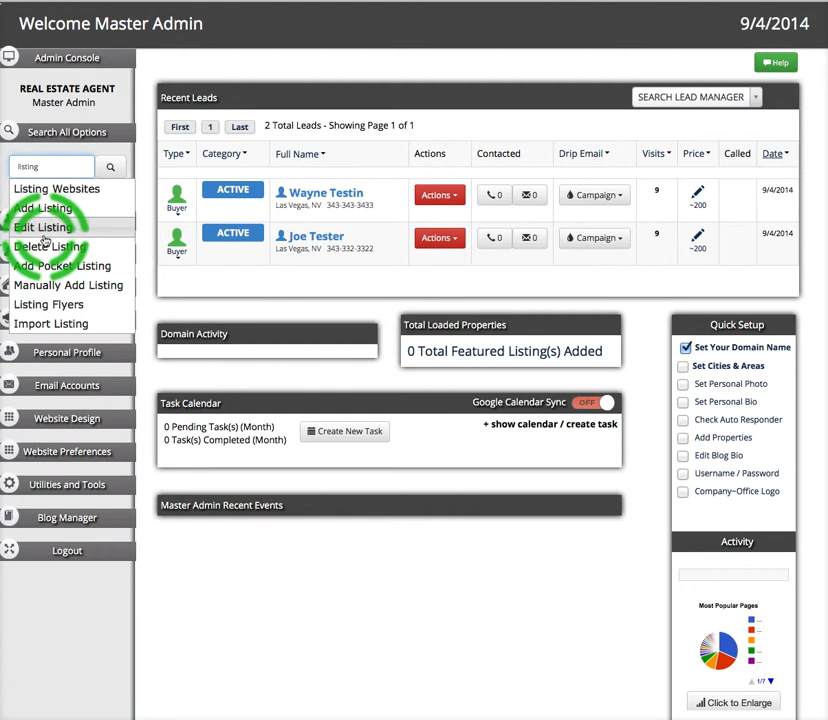 Welcome Master Admin
9/4/2014
Admin Console
REAL ESTATE AGENT
Master Admin
Search All Options
listing
Listing Websites
Add Listing
Edit Listing
Delete Listing
Add Pocket Listing
Manually Add Listing
Listing Flyers
Import Listing
Personal Profile
Email Accounts
Website Design
Website Preferences
Utilities and Tools
Blog Manager
Logout
Help
Recent Leads
SEARCH LEAD MANAGER
First 1 Last 2 Total Leads - Showing Page 1 of 1
Type Category Full Name Actions Contacted Drip Email Visits Price Called Date
Buyer ACTIVE Wayne Testin Actions 0 0 Campaign 9 9/4/2014
Las Vegas, NV 343-343-3433 ~200
Buyer ACTIVE Joe Tester Actions 0 0 Campaign 9 9/4/2014
Las Vegas, NV 343-332-3322 ~200
Domain Activity
Total Loaded Properties
0 Total Featured Listing(s) Added
Task Calendar
Google Calendar Sync OFF
0 Pending Task(s) (Month)
0 Task(s) Completed (Month)
Create New Task
+ show calendar / create task
Master Admin Recent Events
Quick Setup
Set Your Domain Name
Set Cities & Areas
Set Personal Photo
Set Personal Bio
Check Auto Responder
Add Properties
Edit Blog Bio
Username / Password
Company~Office Logo
Activity
Most Popular Pages
...
...
...
...
...
1/7
Click to Enlarge